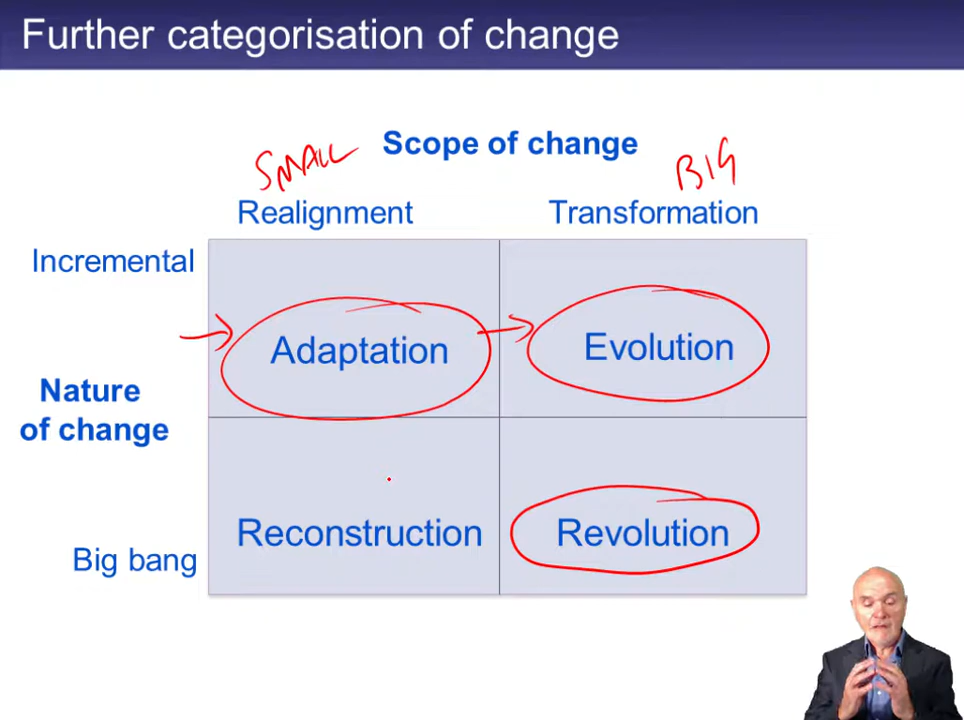 Further categorisation of change
SMALL
Scope of change
BIG
Realignment
Transformation
Incremental
Adaptation
Evolution
Nature
of change
Reconstruction
Revolution
Big bang